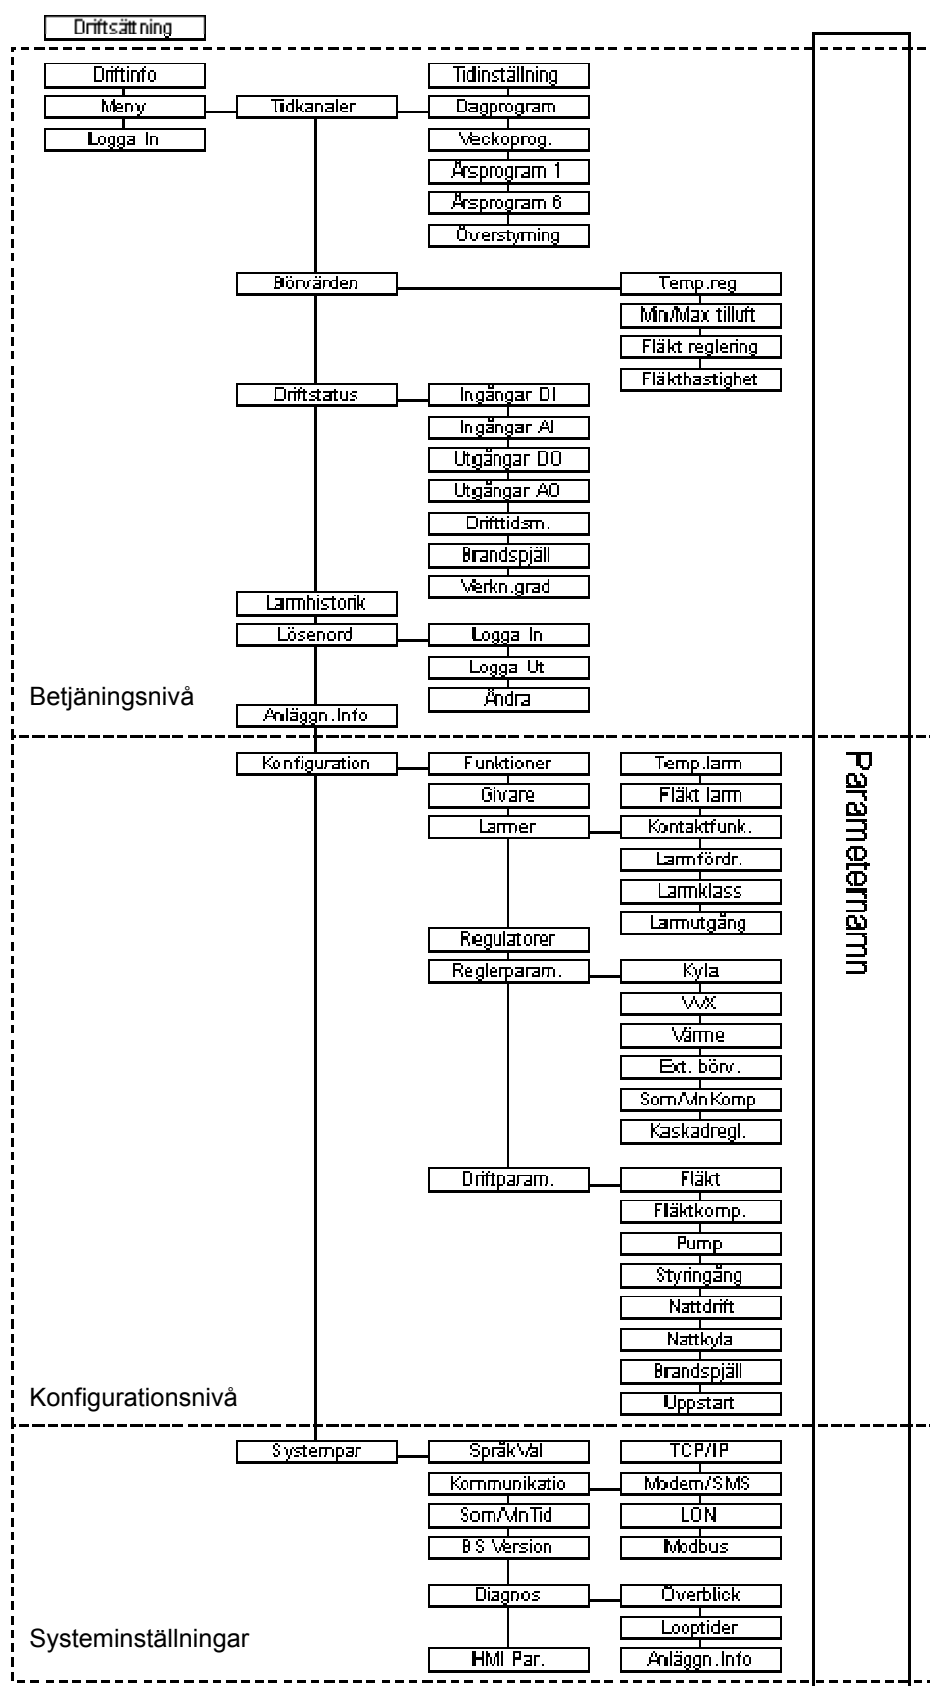 Driftsättning
Driftinfo
Tidinställning
Meny
Tidkanaler
Dagprogram
Logga In
Veckoprog.
Årsprogram 1
Årsprogram 6
Överstyrning
Börvärden
Temp.reg
Min/Max tilluft
Fläkt reglering
Fläkthastighet
Driftstatus
Ingångar DI
Ingångar AI
Utgångar DO
Utgångar AO
Drifttidsm.
Brandspjäll
Verkn.grad
Larmhistorik
Lösenord
Logga In
Logga Ut
Ändra
Betjäningsnivå
Anläggn.Info
Konfiguration
Funktioner
Temp.larm
Givare
Fläkt larm
Larmer
Kontaktfunk.
Larmfördr.
Larmklass
Larmutgång
Parameternamn
Regulatorer
Reglerparam.
Kyla
VVX
Värme
Ext. börv.
Som/VinKomp
Kaskadregl.
Driftparam.
Fläkt
Fläktkomp.
Pump
Styringång
Nattdrift
Nattkyla
Brandspjäll
Uppstart
Konfigurationsnivå
Systempar
SpråkVal
TCP/IP
Kommunikatio
Modem/SMS
Som/VinTid
LON
BS Version
Modbus
Diagnos
Överblick
Looptider
Systeminställningar
HMI Par.
Anläggn.Info